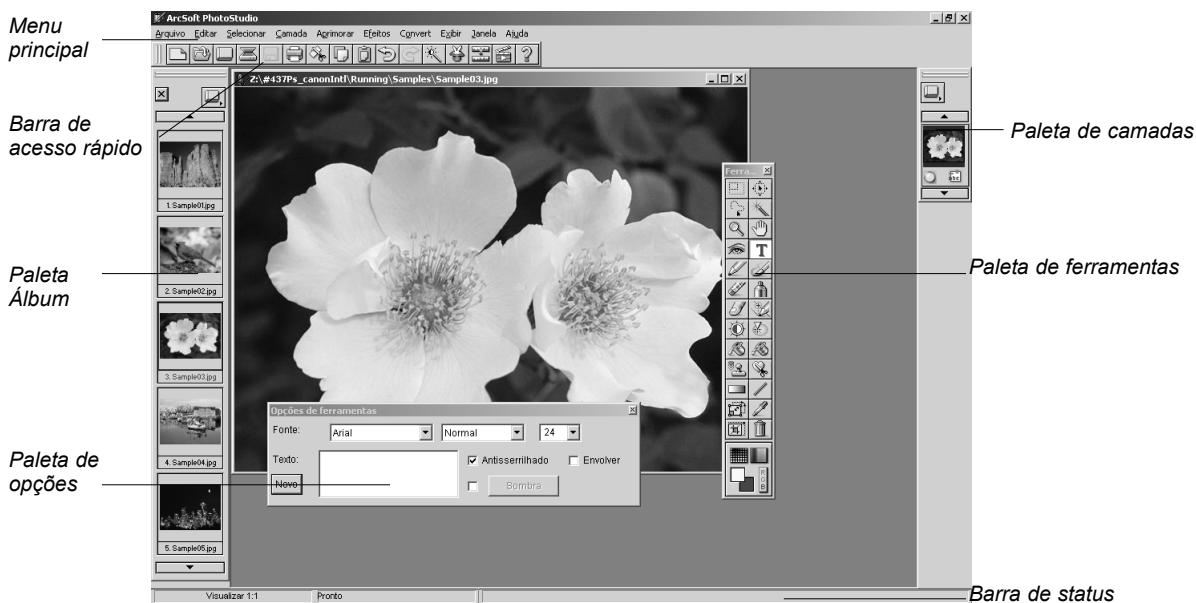 ArcSoft PhotoStudio
Menu
principal
Arquivo Editar Selecionar Camada Aprimorar Efeitos Convert Exibir Janela Ajuda
Z:\#437Ps_canonIntl\Running\Samples\Sample03.jpg
Barra de
acesso rápido
Paleta de camadas
abc
Ferra...
T
1. Sample01.jpg
Paleta
Álbum
Paleta de ferramentas
2. Sample02.jpg
3. Sample03.jpg
Opções de ferramentas
Fonte: Arial Normal 24
Texto: Antisserrilhado Envolver
Novo Sombra
Paleta de
opções
4. Sample04.jpg
R
G
B
5. Sample05.jpg
Visualizar 1:1 Pronto
Barra de status